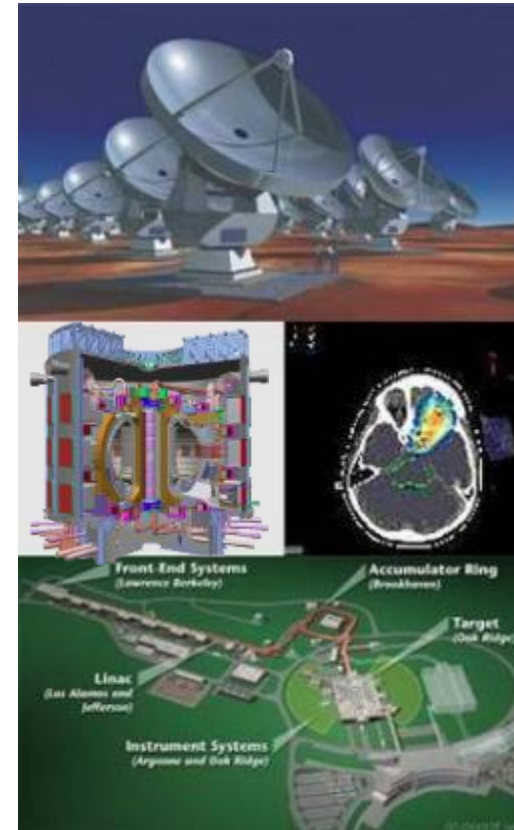 Front-End Systems
(Lawrence Berkeley)
Accumulator Ring
(Brookhaven)
Target
(Oak Ridge)
Linac
(Los Alamos and
Jefferson)
Instrument Systems
(Argonne and Oak Ridge)